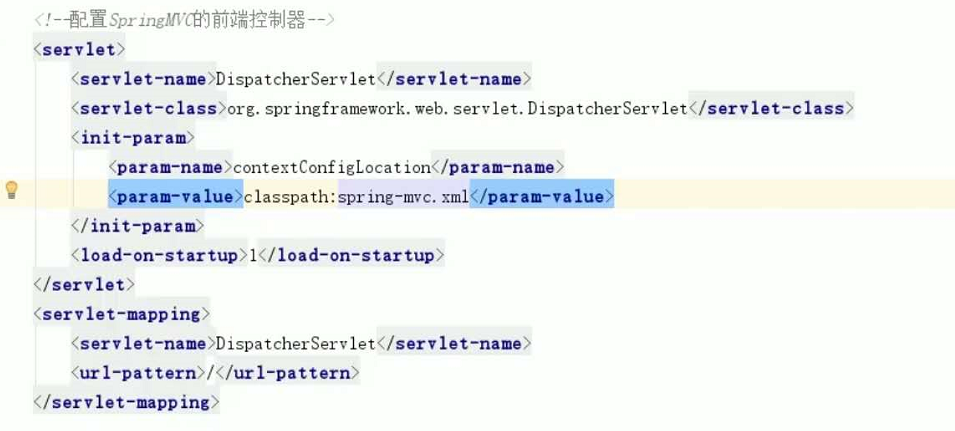 <!--配置SpringMVC的前端控制器-->
<servlet>
<servlet-name>DispatcherServlet</servlet-name>
<servlet-class>org.springframework.web.servlet.DispatcherServlet</servlet-class>
<init-param>
<param-name>contextConfigLocation</param-name>
<param-value>classpath:spring-mvc.xml</param-value>
</init-param>
<load-on-startup>1</load-on-startup>
</servlet>
<servlet-mapping>
<servlet-name>DispatcherServlet</servlet-name>
<url-pattern>/</url-pattern>
</servlet-mapping>